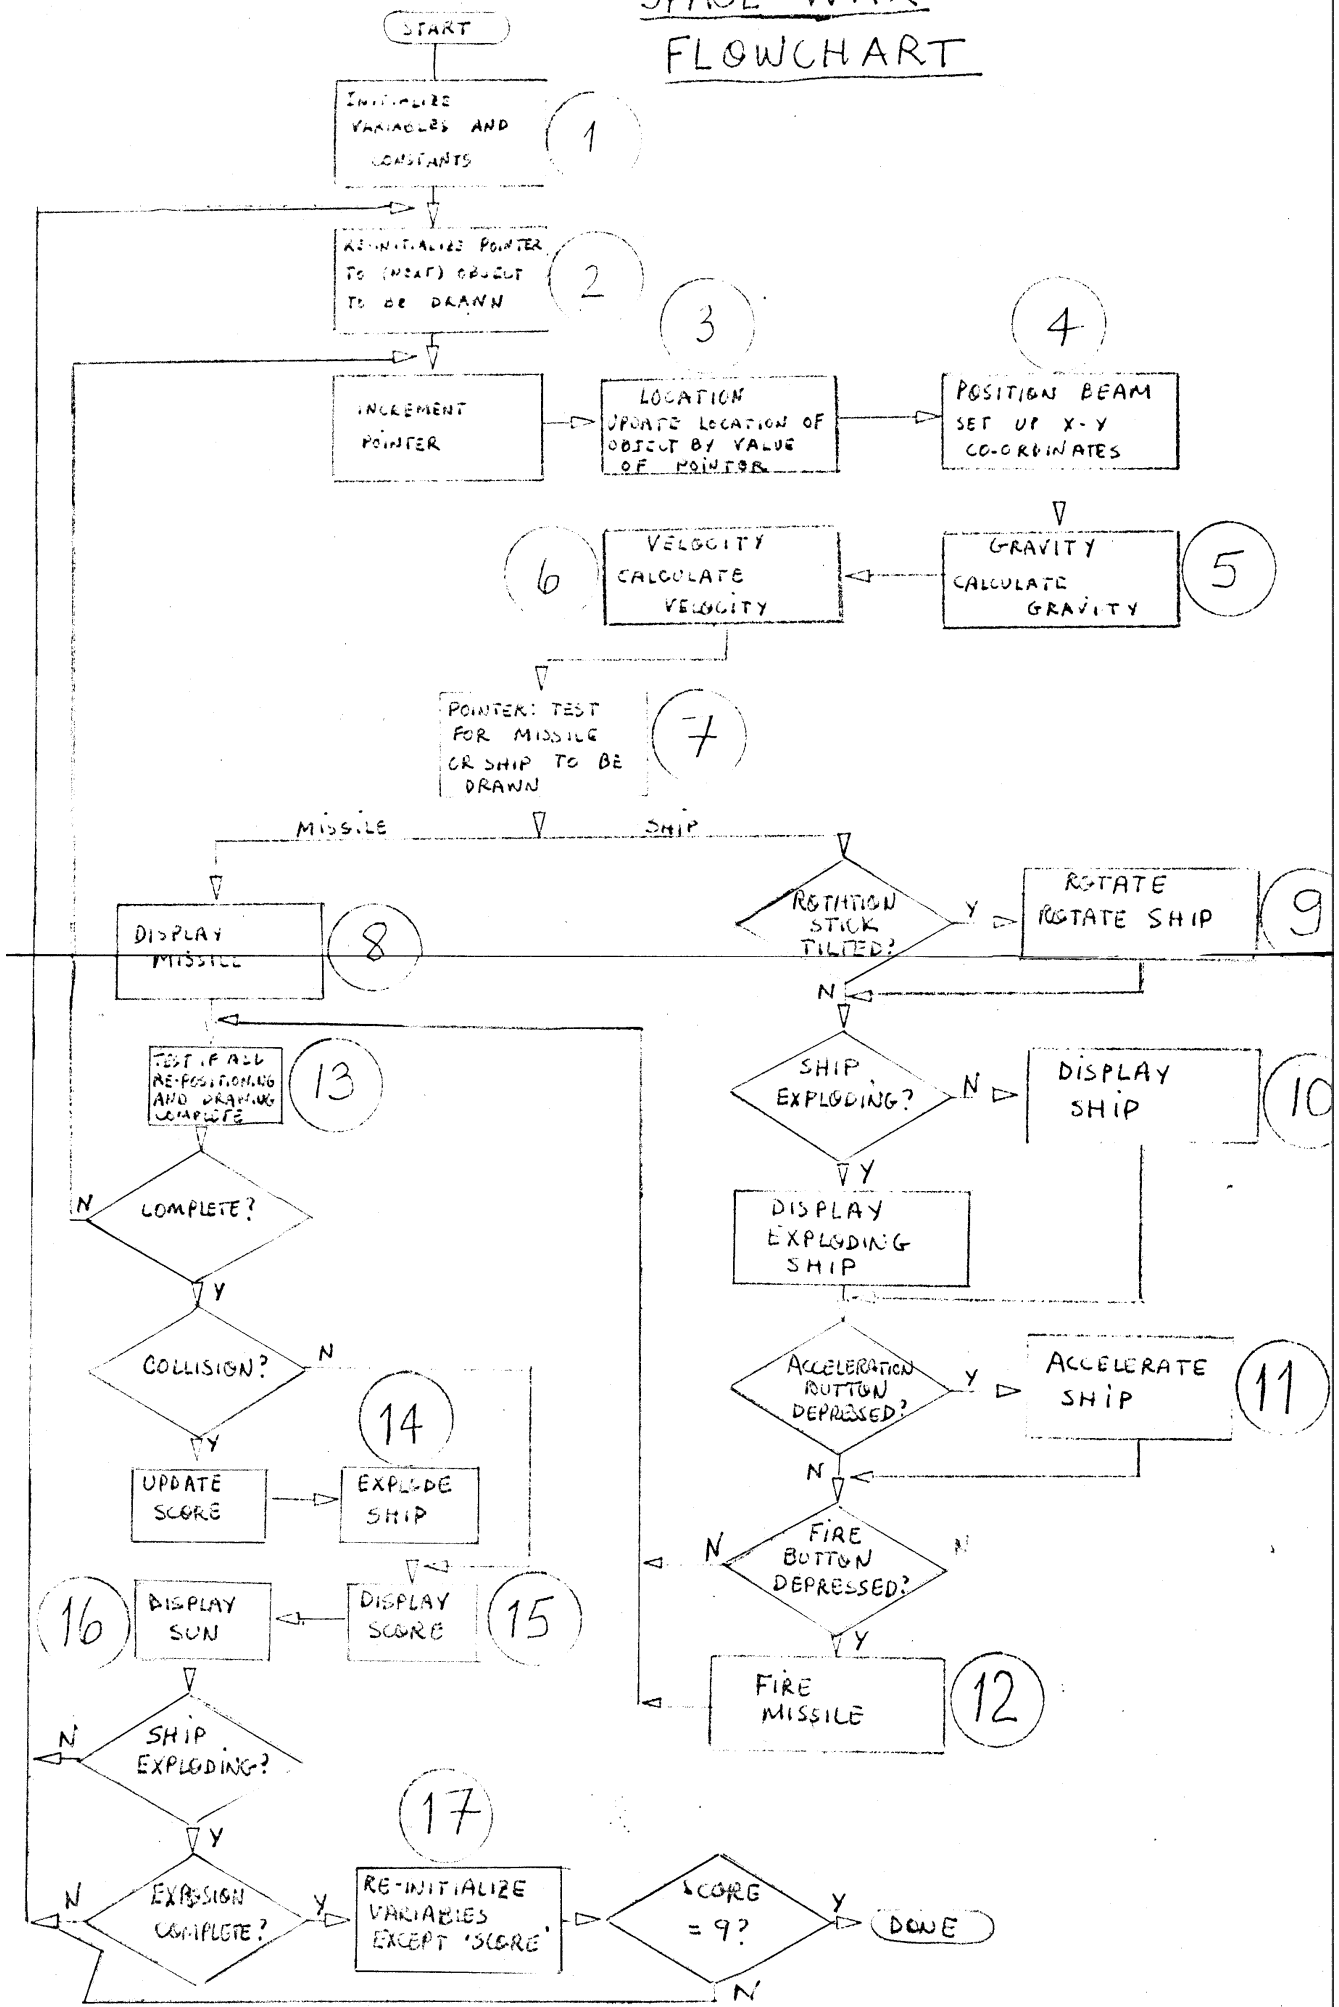 SPACE WAR
FLOWCHART
START
INITIALIZE
VARIABLES AND
CONSTANTS
1
RE-INITIALIZE POINTER
TO (NEXT) OBJECT
TO BE DRAWN
2
INCREMENT
POINTER
3
LOCATION
UPDATE LOCATION OF
OBJECT BY VALUE
OF POINTOR
4
POSITION BEAM
SET UP X-Y
CO-ORDINATES
GRAVITY
CALCULATE
GRAVITY
5
6
VELOCITY
CALCULATE
VELOCITY
POINTER: TEST
FOR MISSILE
OR SHIP TO BE
DRAWN
7
MISSILE
SHIP
DISPLAY
MISSILE
8
ROTATION
STICK
TILTED?
Y
ROTATE
ROTATE SHIP
9
N
TEST IF ALL
RE-POSITIONING
AND DRAWING
COMPLETE
13
SHIP
EXPLODING?
N
DISPLAY
SHIP
10
Y
DISPLAY
EXPLODING
SHIP
COMPLETE?
N
Y
COLLISION?
N
Y
ACCELERATION
BUTTON
DEPRESSED?
Y
ACCELERATE
SHIP
11
N
14
UPDATE
SCORE
EXPLODE
SHIP
FIRE
BUTTON
DEPRESSED?
N
N
Y
16
DISPLAY
SUN
DISPLAY
SCORE
15
FIRE
MISSILE
12
SHIP
EXPLODING?
N
Y
17
EXPOSION
COMPLETE?
N
Y
RE-INITIALIZE
VARIABLES
EXCEPT 'SCORE'
SCORE
= 9?
Y
DONE
N